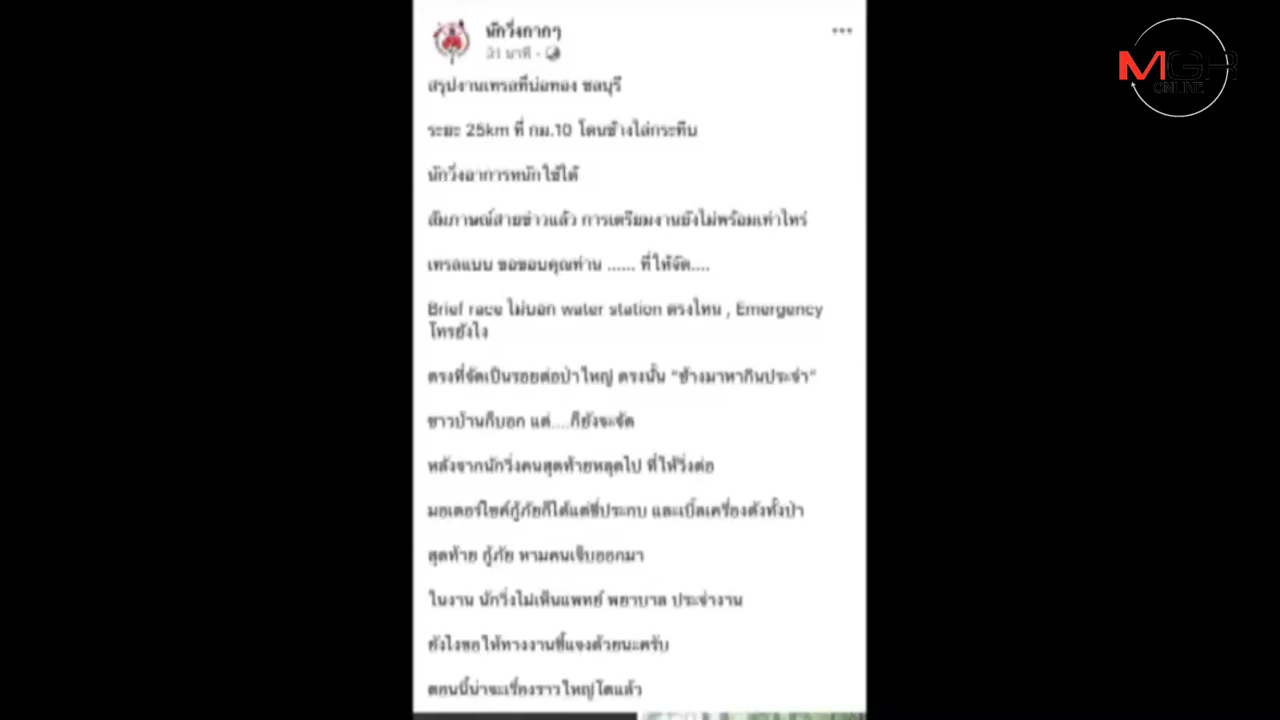 นักวิ่งกากๆ
31 นาที ·
สรุปงานเทรลที่บ่อทอง ชลบุรี
ระยะ 25km ที่ กม.10 โดนช้างไล่กระทืบ
นักวิ่งอาการหนักใช้ได้
สัมภาษณ์สายข่าวแล้ว การเตรียมงานยังไม่พร้อมเท่าไหร่
เทรลแบบ ขอขอบคุณท่าน ...... ที่ให้จัด....
Brief race ไม่บอก water station ตรงไหน , Emergency
โทรยังไง
ตรงที่จัดเป็นรอยต่อป่าใหญ่ ตรงนั้น “ช้างมาหากินประจำ”
ชาวบ้านก็บอก แต่....ก็ยังจะจัด
หลังจากนักวิ่งคนสุดท้ายหลุดไป ที่ให้วิ่งต่อ
มอเตอร์ไซค์กู้ภัยก็ได้แต่ขี่ประกบ และเบิ้ลเครื่องดังทั้งป่า
สุดท้าย กู้ภัย หามคนเจ็บออกมา
ในงาน นักวิ่งไม่เห็นแพทย์ พยาบาล ประจำงาน
ยังไงขอให้ทางงานชี้แจงด้วยนะครับ
ตอนนี้น่าจะเรื่องราวใหญ่โตแล้ว
MGR
ONLINE